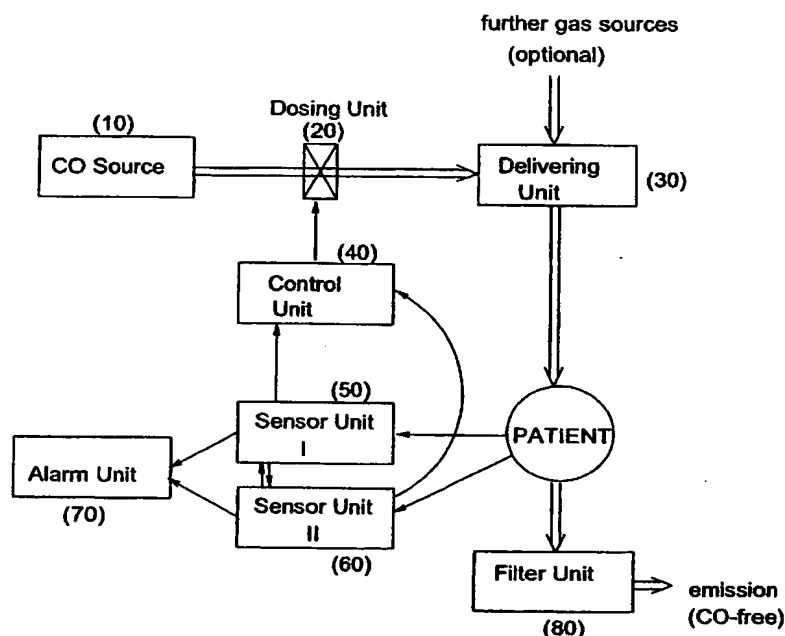 further gas sources
(optional)
Dosing Unit
(10)
(20)
CO Source
Delivering
Unit
(30)
(40)
Control
Unit
(50)
Sensor Unit
I
PATIENT
Alarm Unit
(70)
Sensor Unit
II
(60)
Filter Unit
(80)
emission
(CO-free)